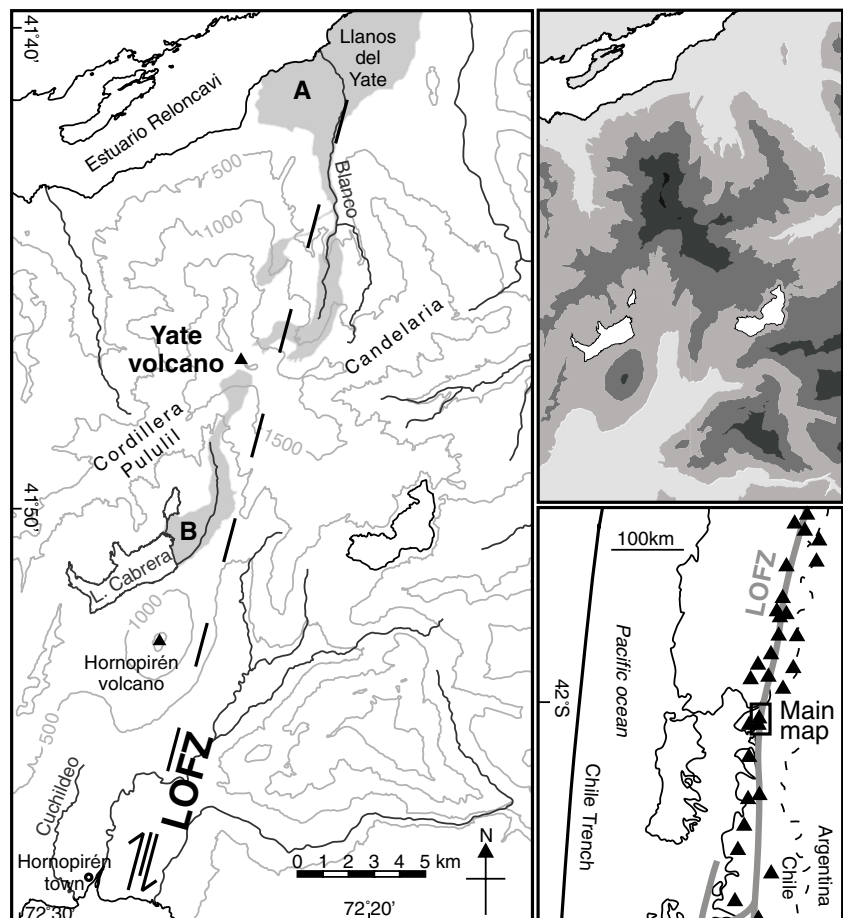 41°40'
Llanos
del
Yate
A
Estuario Reloncavi
Blanco
500
1000
Yate
volcano
Candelaria
Cordillera
Pululil
1500
41°50'
B
L. Cabrera
1000
Hornopirén
volcano
500
LOFZ
Cuchildeo
Hornopirén
town
N
0 1 2 3 4 5 km
72°30'
72°20'
100km
LOFZ
Pacific ocean
42°S
Main
map
Chile Trench
Argentina
Chile